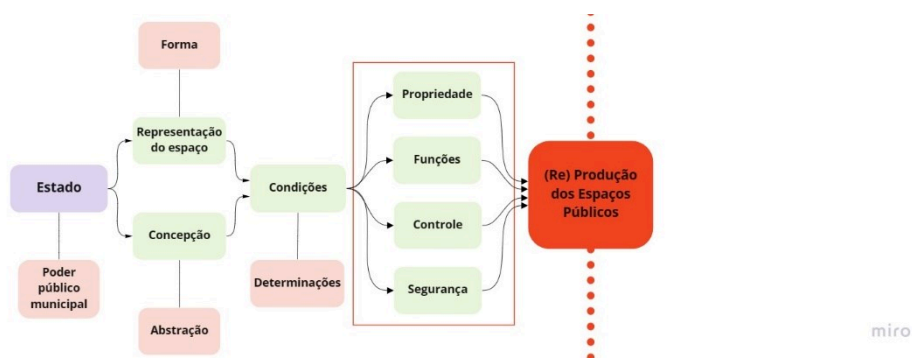 Forma
Representação
do espaço
Estado
Concepção
Poder
público
municipal
Abstração
Condições
Determinações
Propriedade
Funções
Controle
Segurança
(Re) Produção
dos Espaços
Públicos
miro